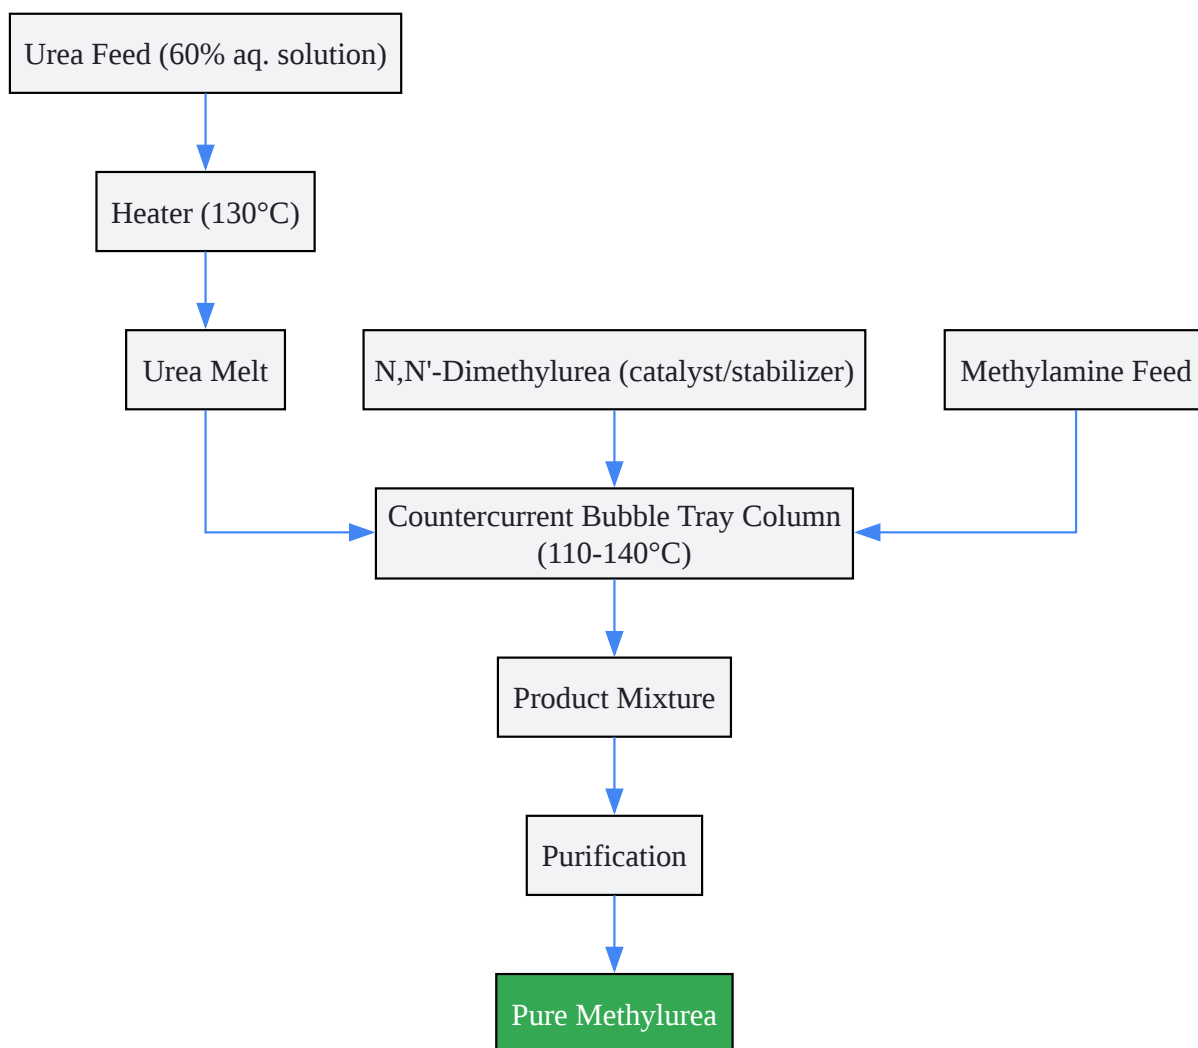 Urea Feed (60% aq. solution)
Heater (130°C)
Urea Melt
N,N'-Dimethylurea (catalyst/stabilizer)
Methylamine Feed
Countercurrent Bubble Tray Column
(110-140°C)
Product Mixture
Purification
Pure Methylurea